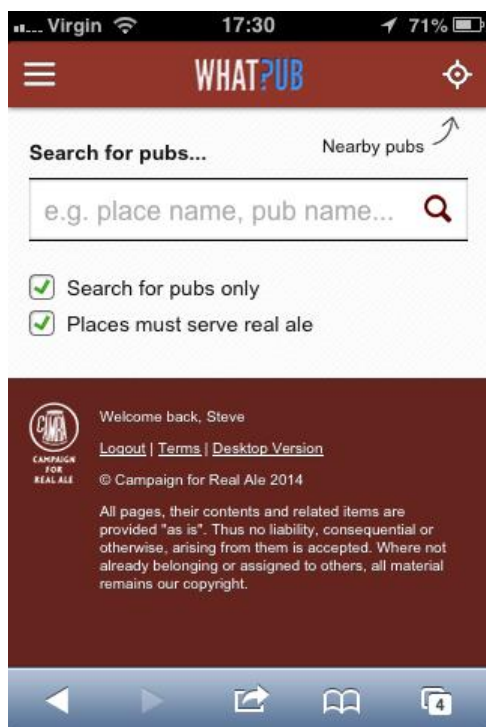 Virgin 17:30 71%
WHAT?UB
Search for pubs...
Nearby pubs
e.g. place name, pub name...
Search for pubs only
Places must serve real ale
CAMRA
CAMPAIGN
FOR
REAL ALE
Welcome back, Steve
Logout | Terms | Desktop Version
© Campaign for Real Ale 2014
All pages, their contents and related items are
provided "as is". Thus no liability, consequential or
otherwise, arising from them is accepted. Where not
already belonging or assigned to others, all material
remains our copyright.
4